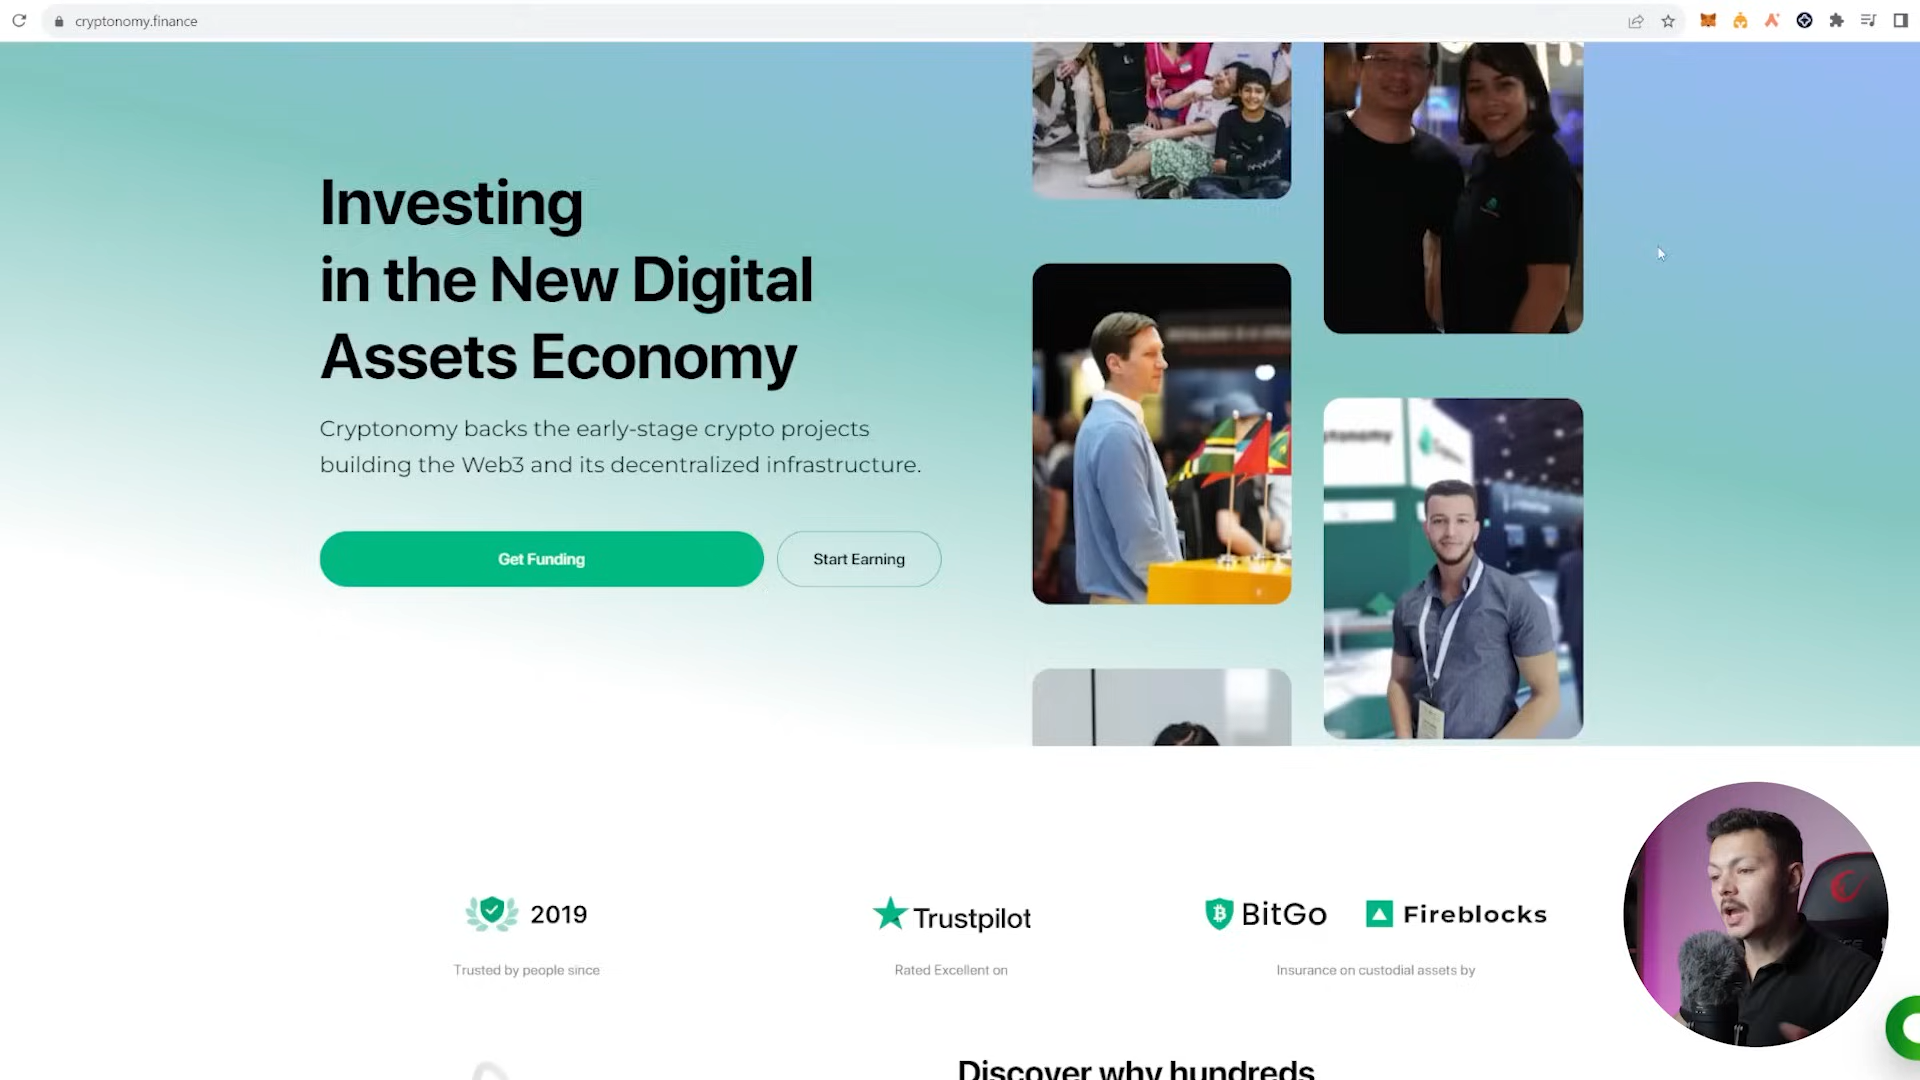 cryptonomy.finance
Investing
in the New Digital
Assets Economy
Cryptonomy backs the early-stage crypto projects
building the Web3 and its decentralized infrastructure.
Get Funding
Start Earning
2019
Trusted by people since
Trustpilot
Rated Excellent on
BitGo
Fireblocks
Insurance on custodial assets by
Discover why hundreds